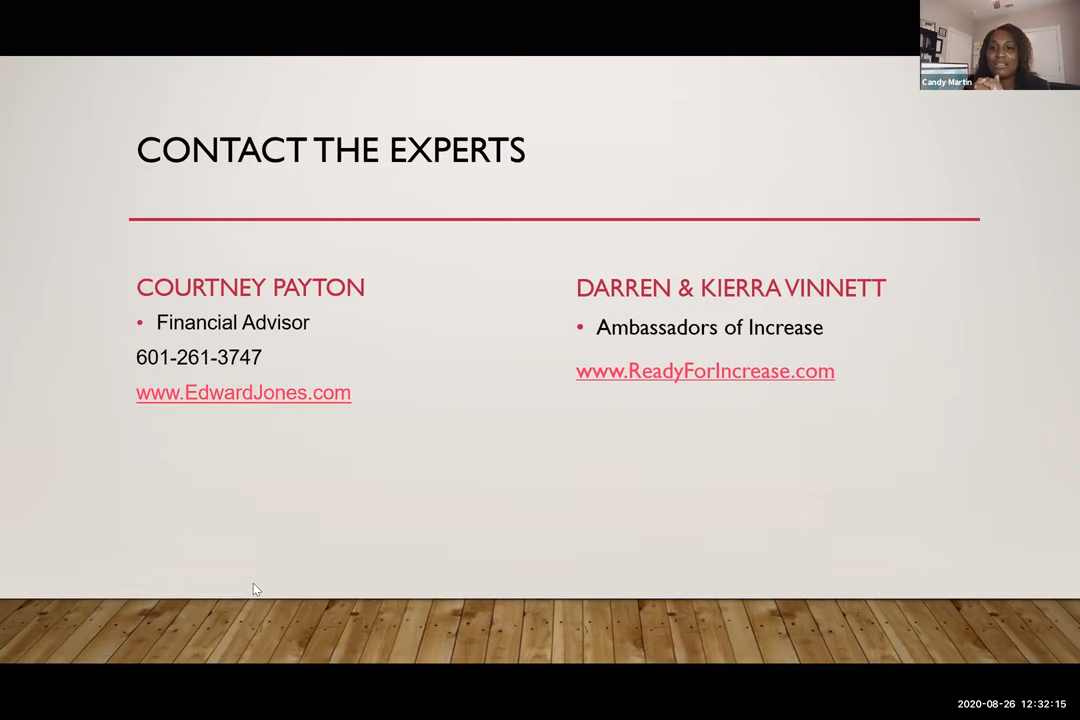 Candy Martin
CONTACT THE EXPERTS
COURTNEY PAYTON
• Financial Advisor
601-261-3747
www.EdwardJones.com
DARREN & KIERRA VINNETT
• Ambassadors of Increase
www.ReadyForIncrease.com
2020-08-26 12:32:15